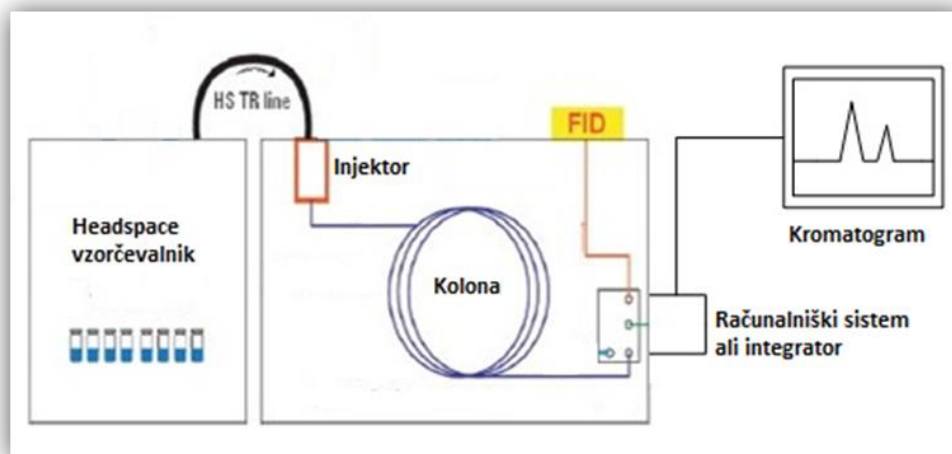 HS TR line
FID
Injektor
Headspace
vzorčevalnik
Kolona
Kromatogram
Računalniški sistem
ali integrator